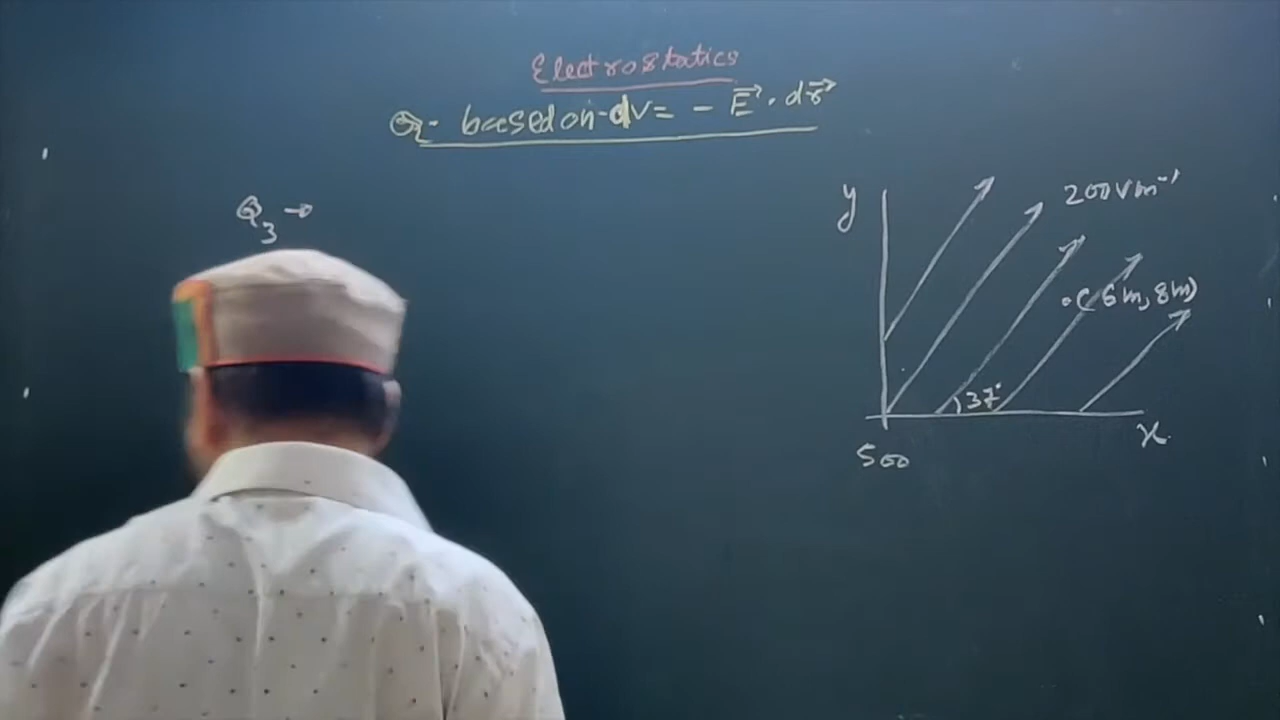 Electrostatics
Q- based on dV = - E⃗ . dr⃗
Q3 →
y
200 Vm⁻¹
.( 6m, 8m)
37°
x
500